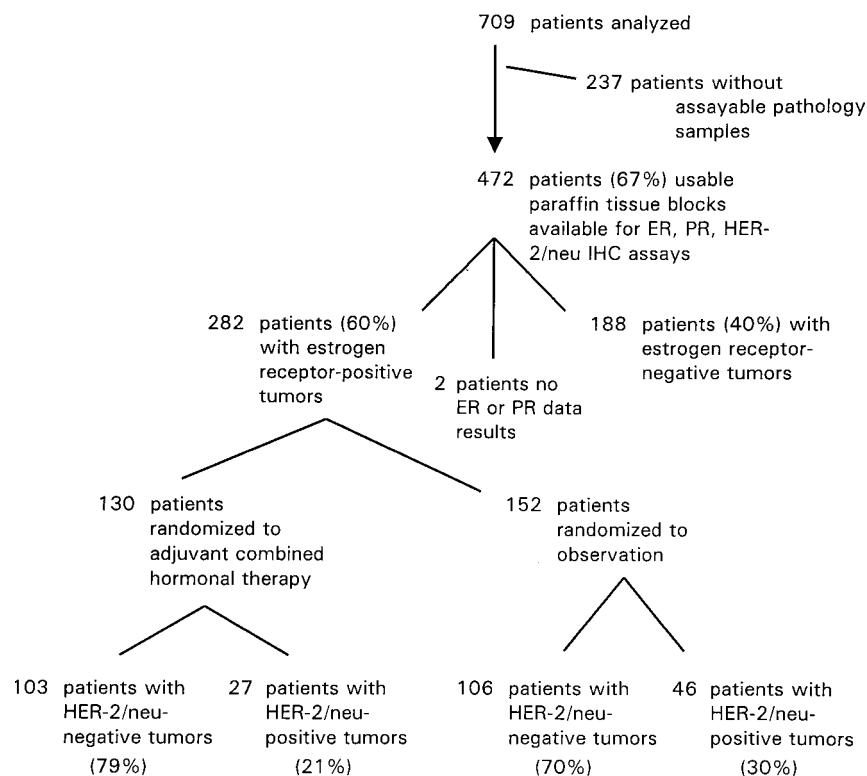 709 patients analyzed
237 patients without
assayable pathology
samples
472 patients (67%) usable
paraffin tissue blocks
available for ER, PR, HER-
2/neu IHC assays
282 patients (60%)
with estrogen
receptor-positive
tumors
2 patients no
ER or PR data
results
188 patients (40%) with
estrogen receptor-
negative tumors
130 patients
randomized to
adjuvant combined
hormonal therapy
152 patients
randomized to
observation
103 patients with
HER-2/neu-
negative tumors
(79%)
27 patients with
HER-2/neu-
positive tumors
(21%)
106 patients with
HER-2/neu-
negative tumors
(70%)
46 patients with
HER-2/neu-
positive tumors
(30%)